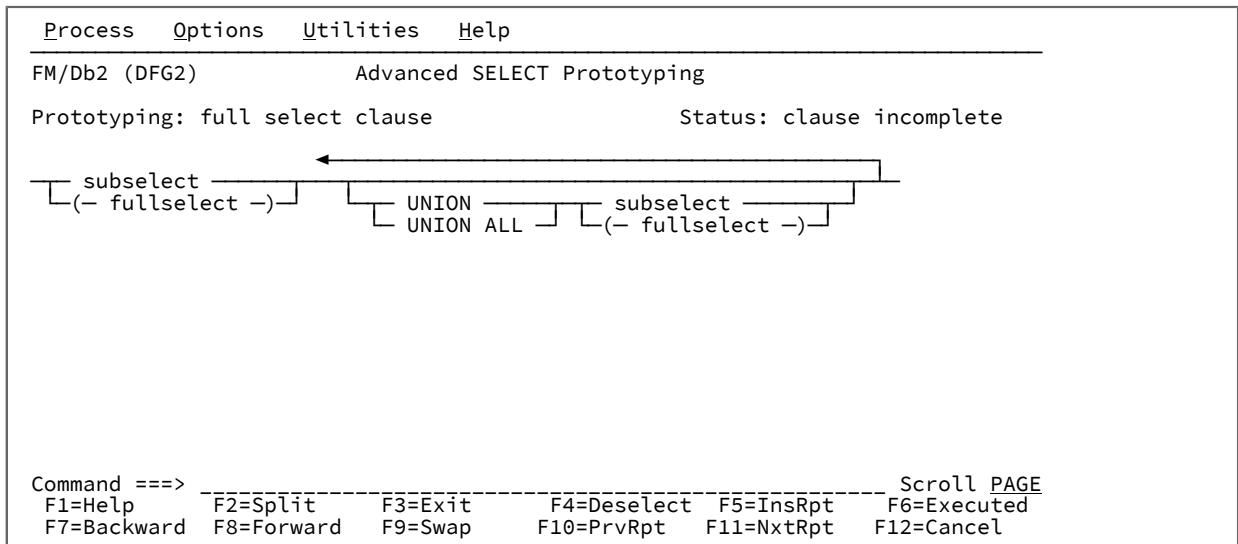 Process Options Utilities Help
FM/Db2 (DFG2) Advanced SELECT Prototyping
Prototyping: full select clause Status: clause incomplete
subselect
(— fullselect —) UNION subselect
UNION ALL (— fullselect —)
Command ===> Scroll PAGE
F1=Help F2=Split F3=Exit F4=Deselect F5=InsRpt F6=Executed
F7=Backward F8=Forward F9=Swap F10=PrvRpt F11=NxtRpt F12=Cancel